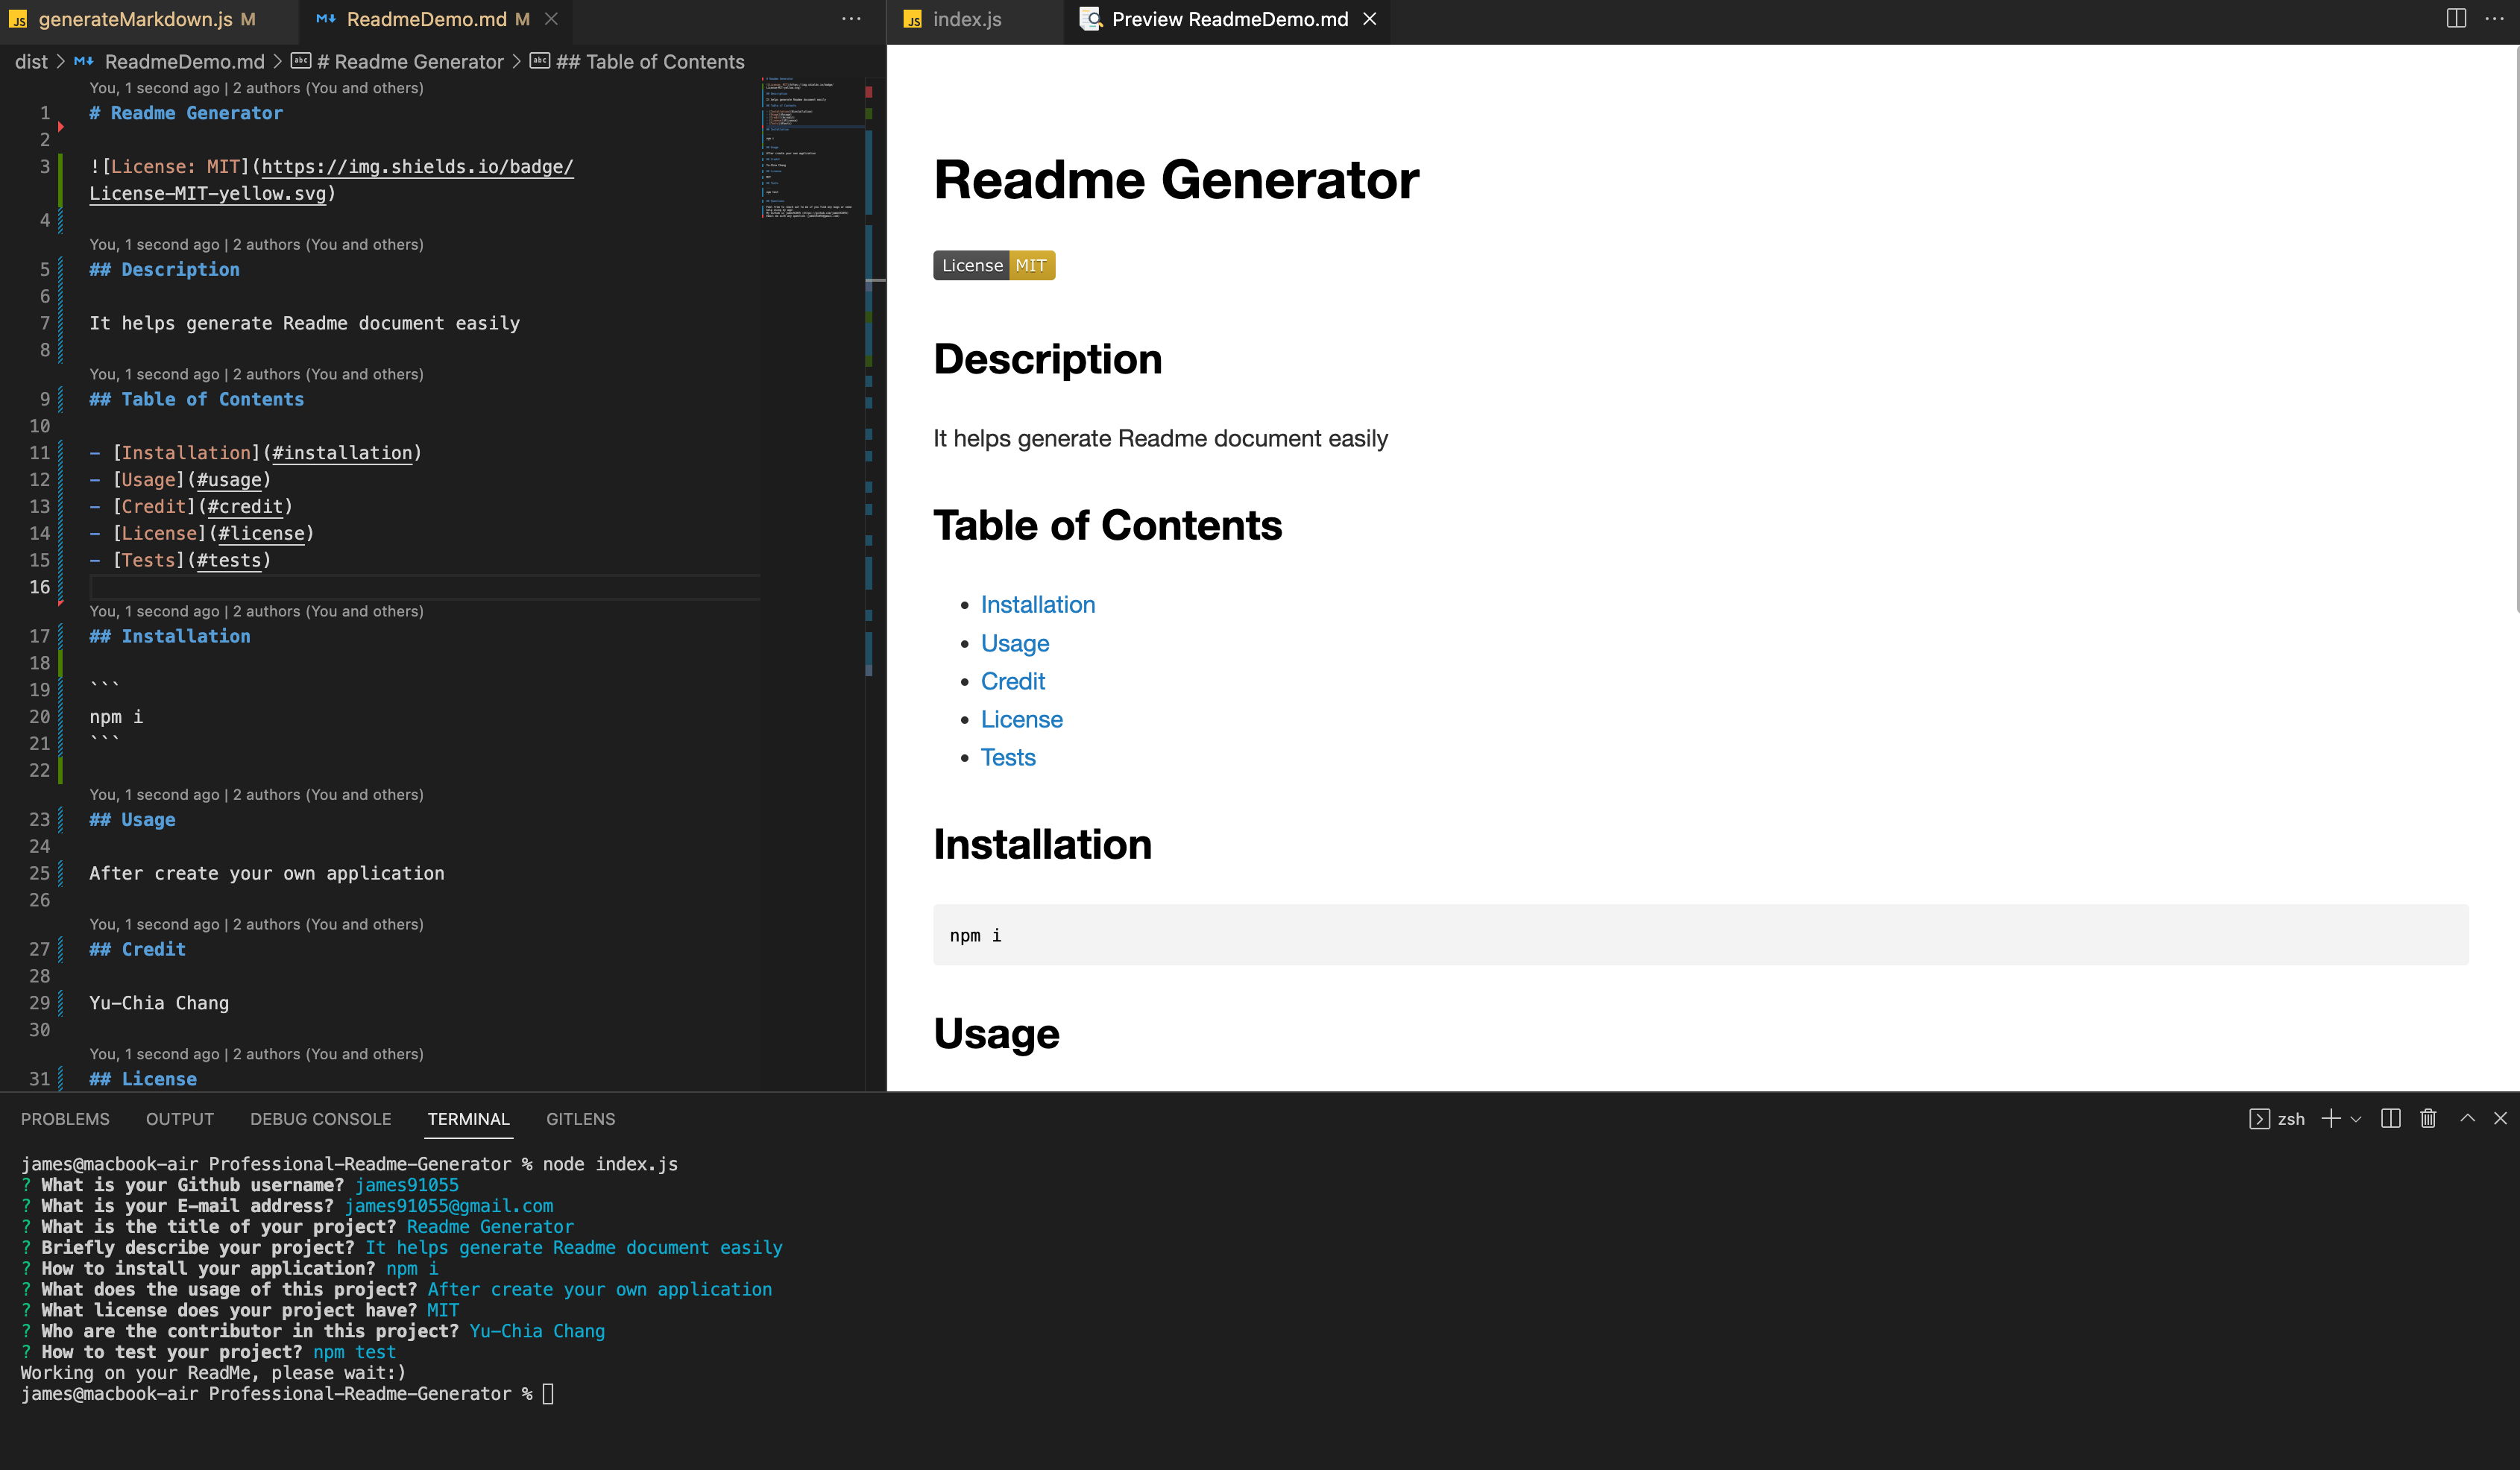 generateMarkdown.js M
ReadmeDemo.md M
index.js
Preview ReadmeDemo.md
dist > ReadmeDemo.md > # Readme Generator > ## Table of Contents
You, 1 second ago | 2 authors (You and others)
1 # Readme Generator
2
3 ![License: MIT](https://img.shields.io/badge/
License-MIT-yellow.svg)
4
You, 1 second ago | 2 authors (You and others)
5 ## Description
6
7 It helps generate Readme document easily
8
You, 1 second ago | 2 authors (You and others)
9 ## Table of Contents
10
11 - [Installation](#installation)
12 - [Usage](#usage)
13 - [Credit](#credit)
14 - [License](#license)
15 - [Tests](#tests)
16
You, 1 second ago | 2 authors (You and others)
17 ## Installation
18
19 ```
20 npm i
21 ```
22
You, 1 second ago | 2 authors (You and others)
23 ## Usage
24
25 After create your own application
26
You, 1 second ago | 2 authors (You and others)
27 ## Credit
28
29 Yu-Chia Chang
30
You, 1 second ago | 2 authors (You and others)
31 ## License
Readme Generator
License MIT
Description
It helps generate Readme document easily
Table of Contents
• Installation
• Usage
• Credit
• License
• Tests
Installation
npm i
Usage
PROBLEMS OUTPUT DEBUG CONSOLE TERMINAL GITLENS
zsh
james@macbook-air Professional-Readme-Generator % node index.js
? What is your Github username? james91055
? What is your E-mail address? james91055@gmail.com
? What is the title of your project? Readme Generator
? Briefly describe your project? It helps generate Readme document easily
? How to install your application? npm i
? What does the usage of this project? After create your own application
? What license does your project have? MIT
? Who are the contributor in this project? Yu-Chia Chang
? How to test your project? npm test
Working on your ReadMe, please wait:)
james@macbook-air Professional-Readme-Generator %